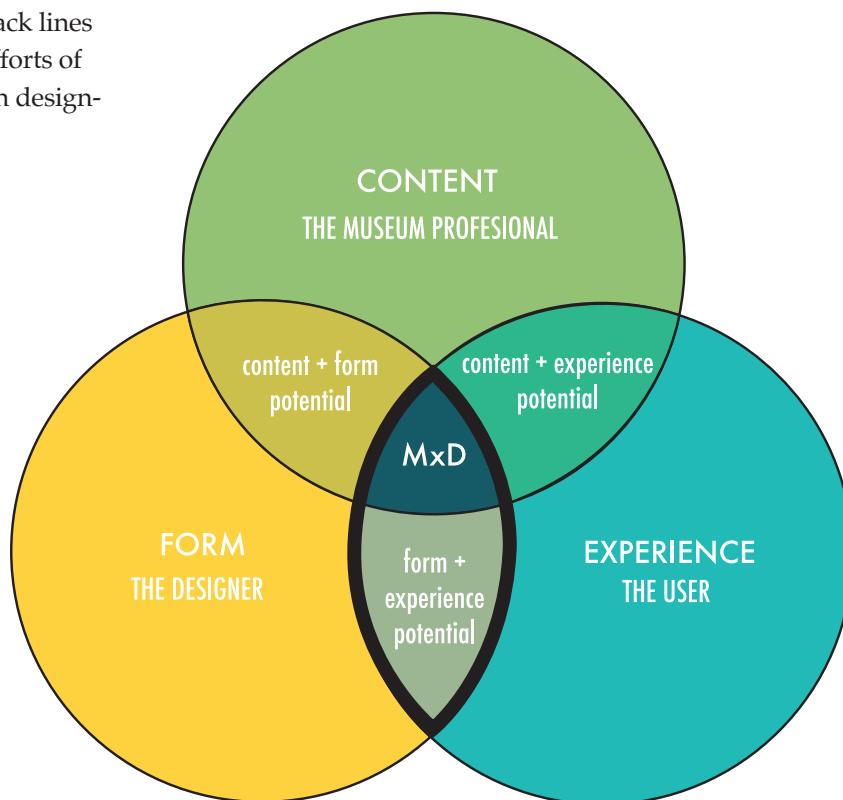 ack lines
forts of
n design-
CONTENT
THE MUSEUM PROFESIONAL
content + form
potential
content + experience
potential
MxD
FORM
THE DESIGNER
EXPERIENCE
THE USER
form +
experience
potential